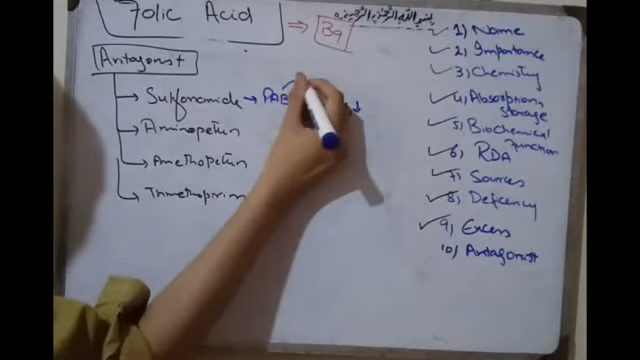 Folic Acid ⇒ B9
بسم الله الرحمن الرحيم
Antagonist
→ Sulfonamide → PAB
→ Aminopetin
→ Amethopetin
→ Trimethoprim
1) Name
2) Importance
3) Chemistry
4) Absorption, Storage
5) Biochemical Function
6) RDA
7) Sources
8) Defcency
9) Excess
10) Antagonist